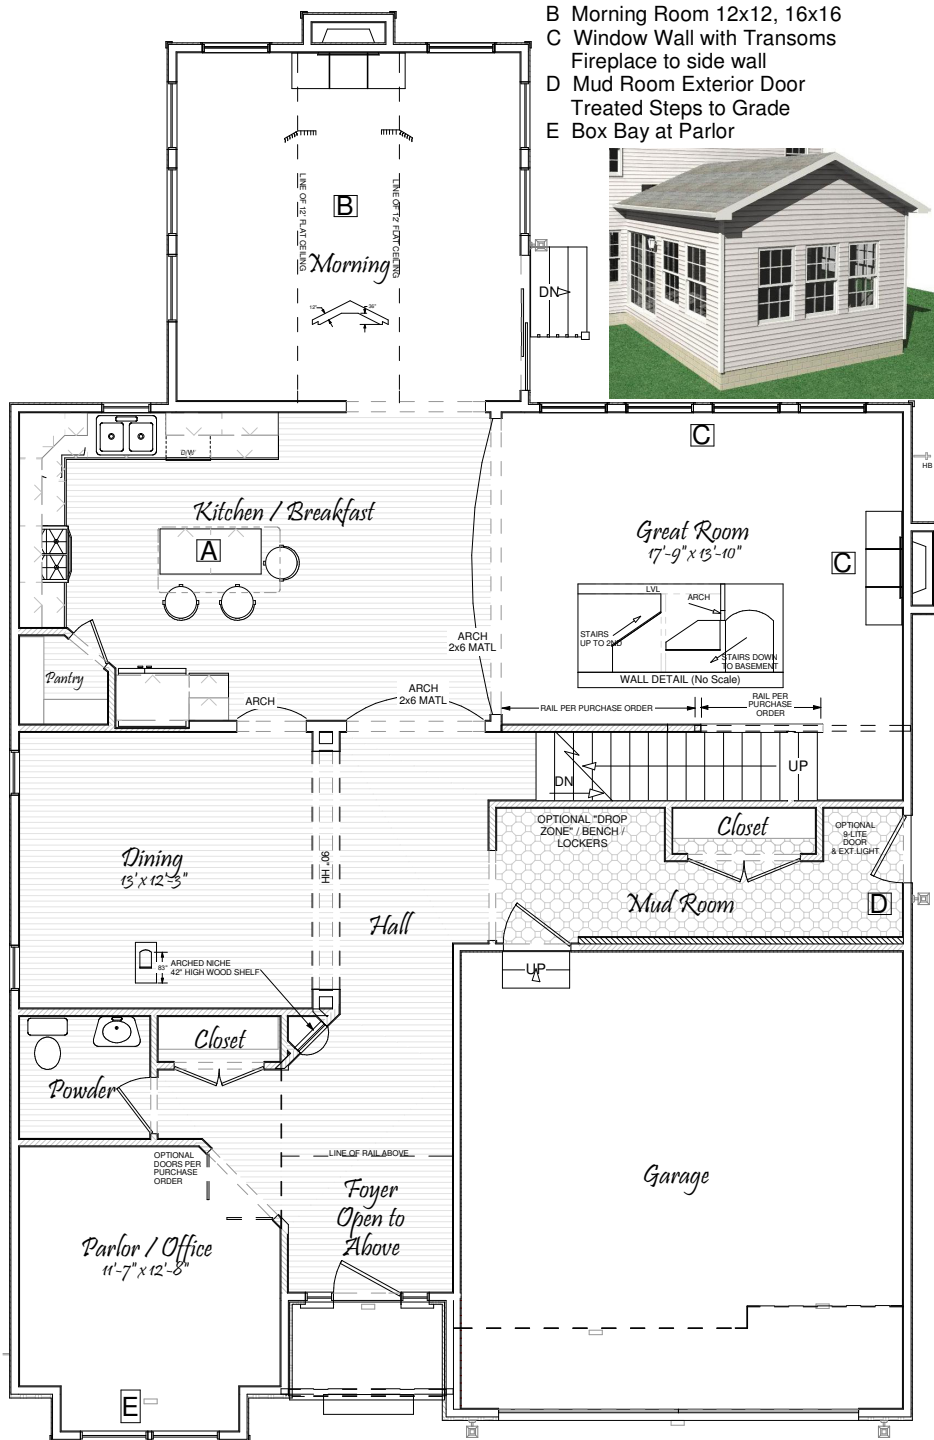 B Morning Room 12x12, 16x16
C Window Wall with Transoms
Fireplace to side wall
D Mud Room Exterior Door
Treated Steps to Grade
E Box Bay at Parlor
LINE OF 12' FLAT CEILING
B
LINE OF 12' FLAT CEILING
Morning
12"
36"
DN
C
D/W
HB
Kitchen / Breakfast
A
Great Room
17'-9" x 13'-10"
C
LVL
ARCH
STAIRS
UP TO 2ND
STAIRS DOWN
TO BASEMENT
WALL DETAIL (No Scale)
ARCH
2x6 MATL
Pantry
ARCH
ARCH
2x6 MATL
RAIL PER PURCHASE ORDER
RAIL PER
PURCHASE
ORDER
UP
DN
OPTIONAL "DROP
ZONE" / BENCH /
LOCKERS
Closet
OPTIONAL
9-LITE
DOOR
& EXT.LIGHT
Dining
13' x 12'-3"
90" HH
Mud Room
D
Hall
83"
ARCHED NICHE
42" HIGH WOOD SHELF
UP
Closet
Powder
OPTIONAL
DOORS PER
PURCHASE
ORDER
LINE OF RAIL ABOVE
Garage
Foyer
Open to
Above
Parlor / Office
11'-7" x 12'-8"
E